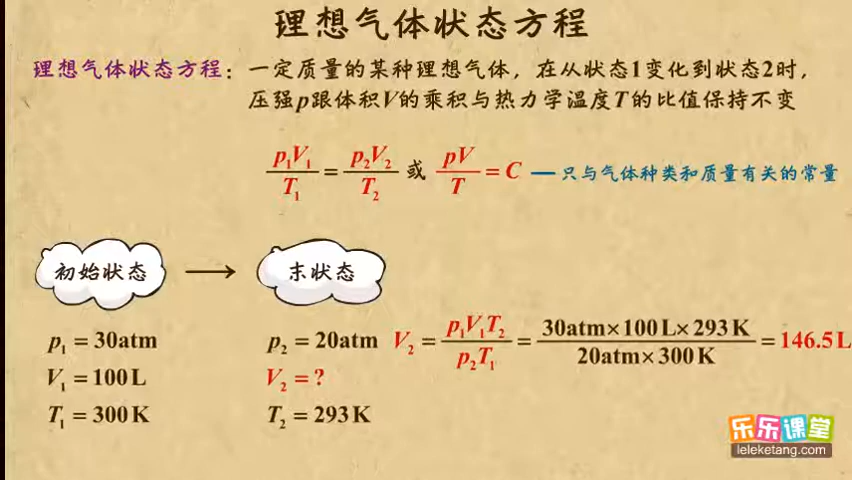 理想气体状态方程
理想气体状态方程：一定质量的某种理想气体，在从状态1变化到状态2时，
压强p跟体积V的乘积与热力学温度T的比值保持不变
p₁V₁/T₁ = p₂V₂/T₂ 或 pV/T = C —只与气体种类和质量有关的常量
初始状态 → 末状态
p₁ = 30atm
V₁ = 100L
T₁ = 300K
p₂ = 20atm
V₂ = ?
T₂ = 293K
V₂ = p₁V₁T₂/p₂T₁ = 30atm×100L×293K/20atm×300K = 146.5L
乐乐课堂
leleketang.com